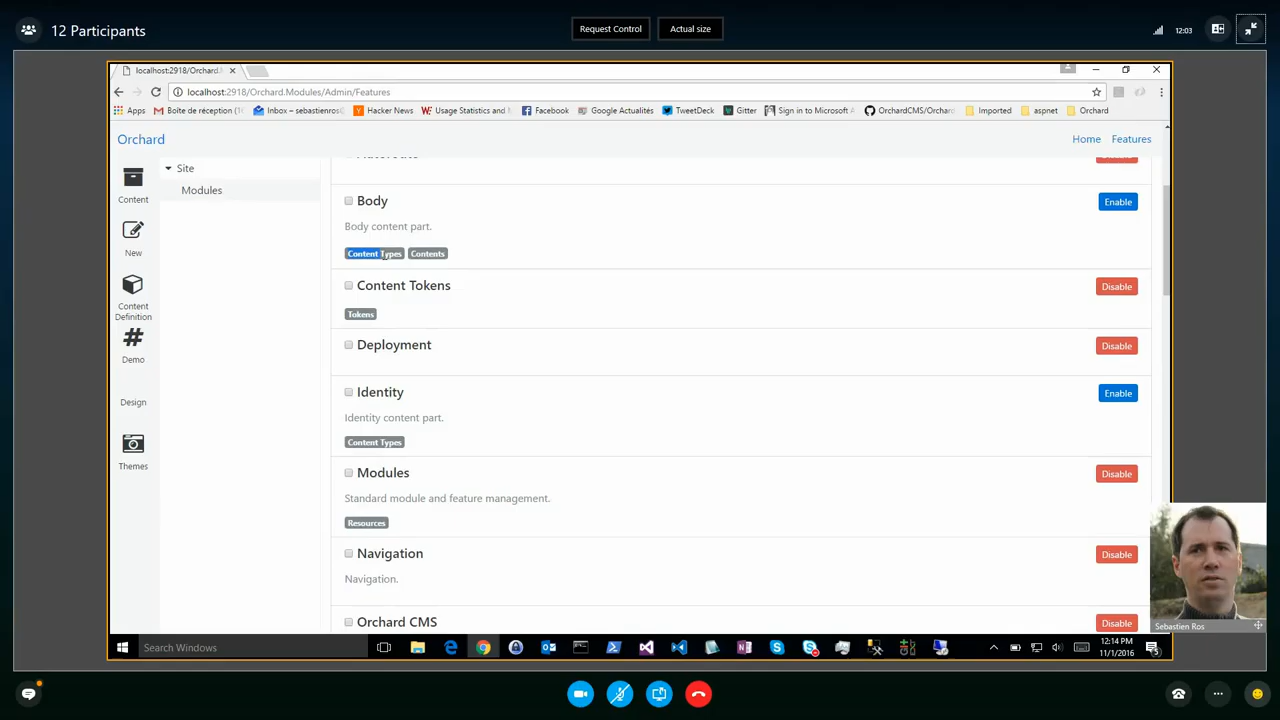 12 Participants
Request Control
Actual size
12:03
localhost:2918/Orchard.M
localhost:2918/Orchard.Modules/Admin/Features
Apps
Boîte de réception (1
Inbox – sebastienros
Hacker News
Usage Statistics and
Facebook
Google Actualités
TweetDeck
Gitter
Sign in to Microsoft
OrchardCMS/Orchard
Imported
aspnet
Orchard
Orchard
Home
Features
Content
New
Content
Definition
Demo
Design
Themes
Site
Modules
Disable
Body
Enable
Body content part.
Content Types
Contents
Content Tokens
Disable
Tokens
Deployment
Disable
Identity
Enable
Identity content part.
Content Types
Modules
Disable
Standard module and feature management.
Resources
Navigation
Disable
Navigation.
Orchard CMS
Disable
Sebastien Ros
Search Windows
12:14 PM
11/1/2016